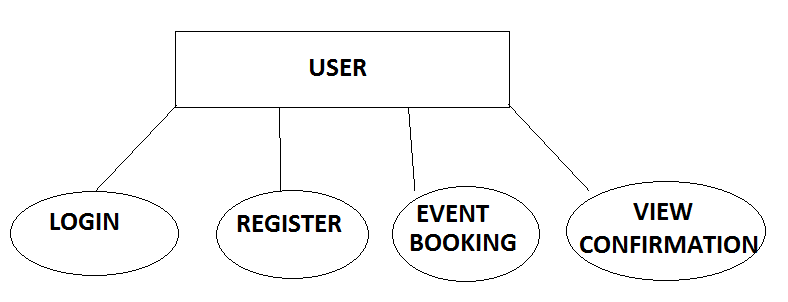 USER
LOGIN
REGISTER
EVENT
BOOKING
VIEW
CONFIRMATION